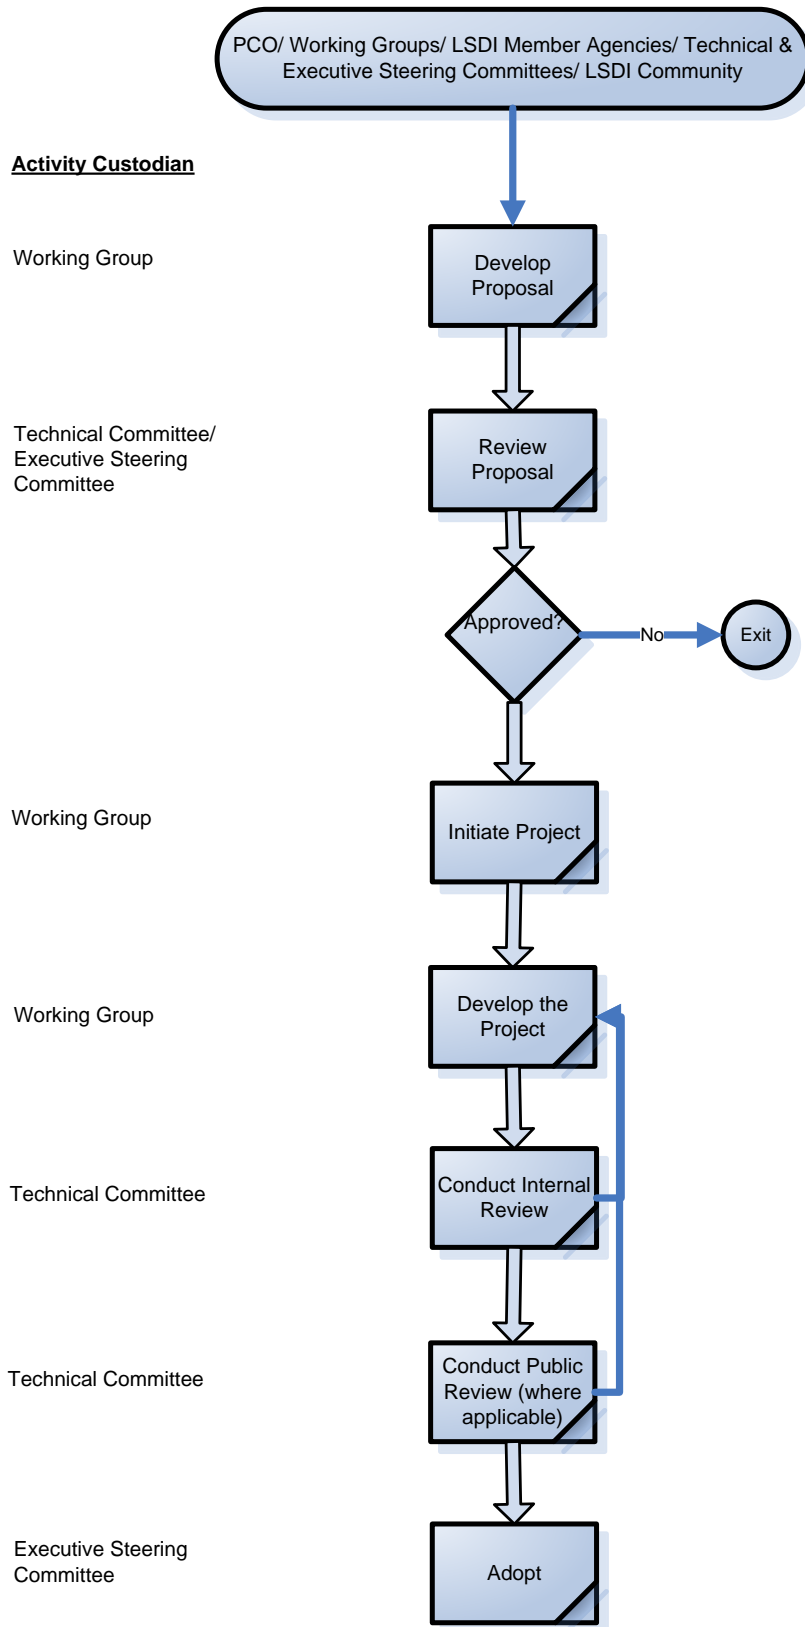 PCO/ Working Groups/ LSDI Member Agencies/ Technical &
Executive Steering Committees/ LSDI Community
Activity Custodian
Working Group
Develop
Proposal
Technical Committee/
Executive Steering
Committee
Review
Proposal
Approved?
No
Exit
Working Group
Initiate Project
Working Group
Develop the
Project
Technical Committee
Conduct Internal
Review
Technical Committee
Conduct Public
Review (where
applicable)
Executive Steering
Committee
Adopt